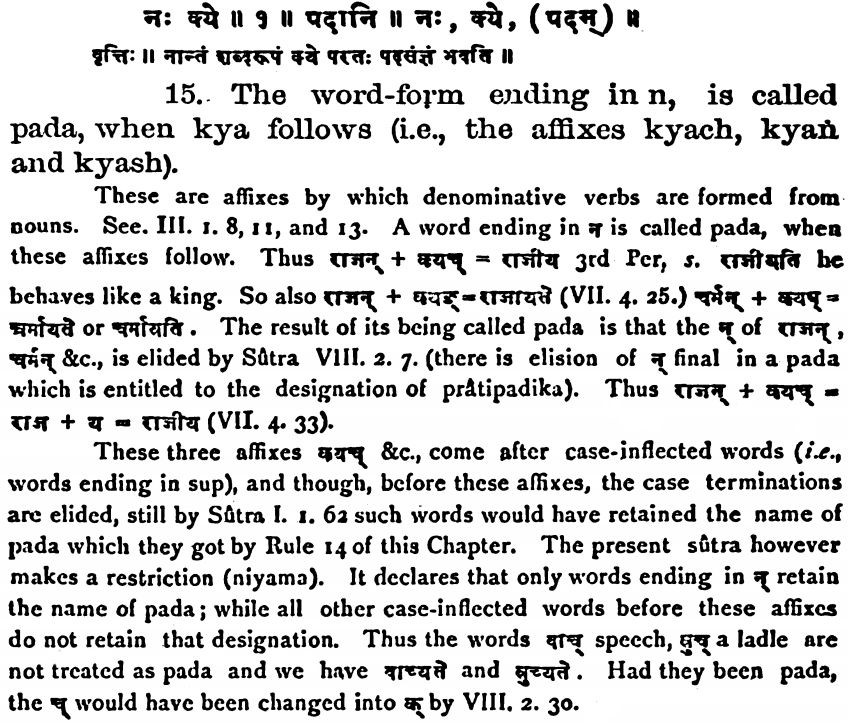 नः क्ये ॥ १ ॥ पदानि ॥ नः, क्ये, (पदम्) ॥
वृत्तिः ॥ नान्तं शब्दरूपं क्ये परतः पदसंज्ञं भवति ॥
15. The word-form ending in n, is called
pada, when kya follows (i.e., the affixes kyach, kyaṅ
and kyash).
These are affixes by which denominative verbs are formed from
nouns. See. III. 1. 8, 11, and 13. A word ending in न is called pada, when
these affixes follow. Thus राजन् + क्यच् = राजीय 3rd Per, s. राजीयति he
behaves like a king. So also राजन् + क्यङ्=राजायते (VII. 4. 25.) चर्मन् + क्यष्=
चर्मायते or चर्मायति. The result of its being called pada is that the न् of राजन्,
चर्मन् &c., is elided by Sûtra VIII. 2. 7. (there is elision of न् final in a pada
which is entitled to the designation of prâtipadika). Thus राजन् + क्यच् =
राज + य = राजीय (VII. 4. 33).
These three affixes क्यच् &c., come after case-inflected words (i.e.,
words ending in sup), and though, before these affixes, the case terminations
are elided, still by Sûtra I. 1. 62 such words would have retained the name of
pada which they got by Rule 14 of this Chapter. The present sûtra however
makes a restriction (niyama). It declares that only words ending in न् retain
the name of pada; while all other case-inflected words before these affixes
do not retain that designation. Thus the words वाच् speech, स्रुच् a ladle are
not treated as pada and we have वाच्यते and स्रुच्यते. Had they been pada,
the च् would have been changed into क् by VIII. 2. 30.